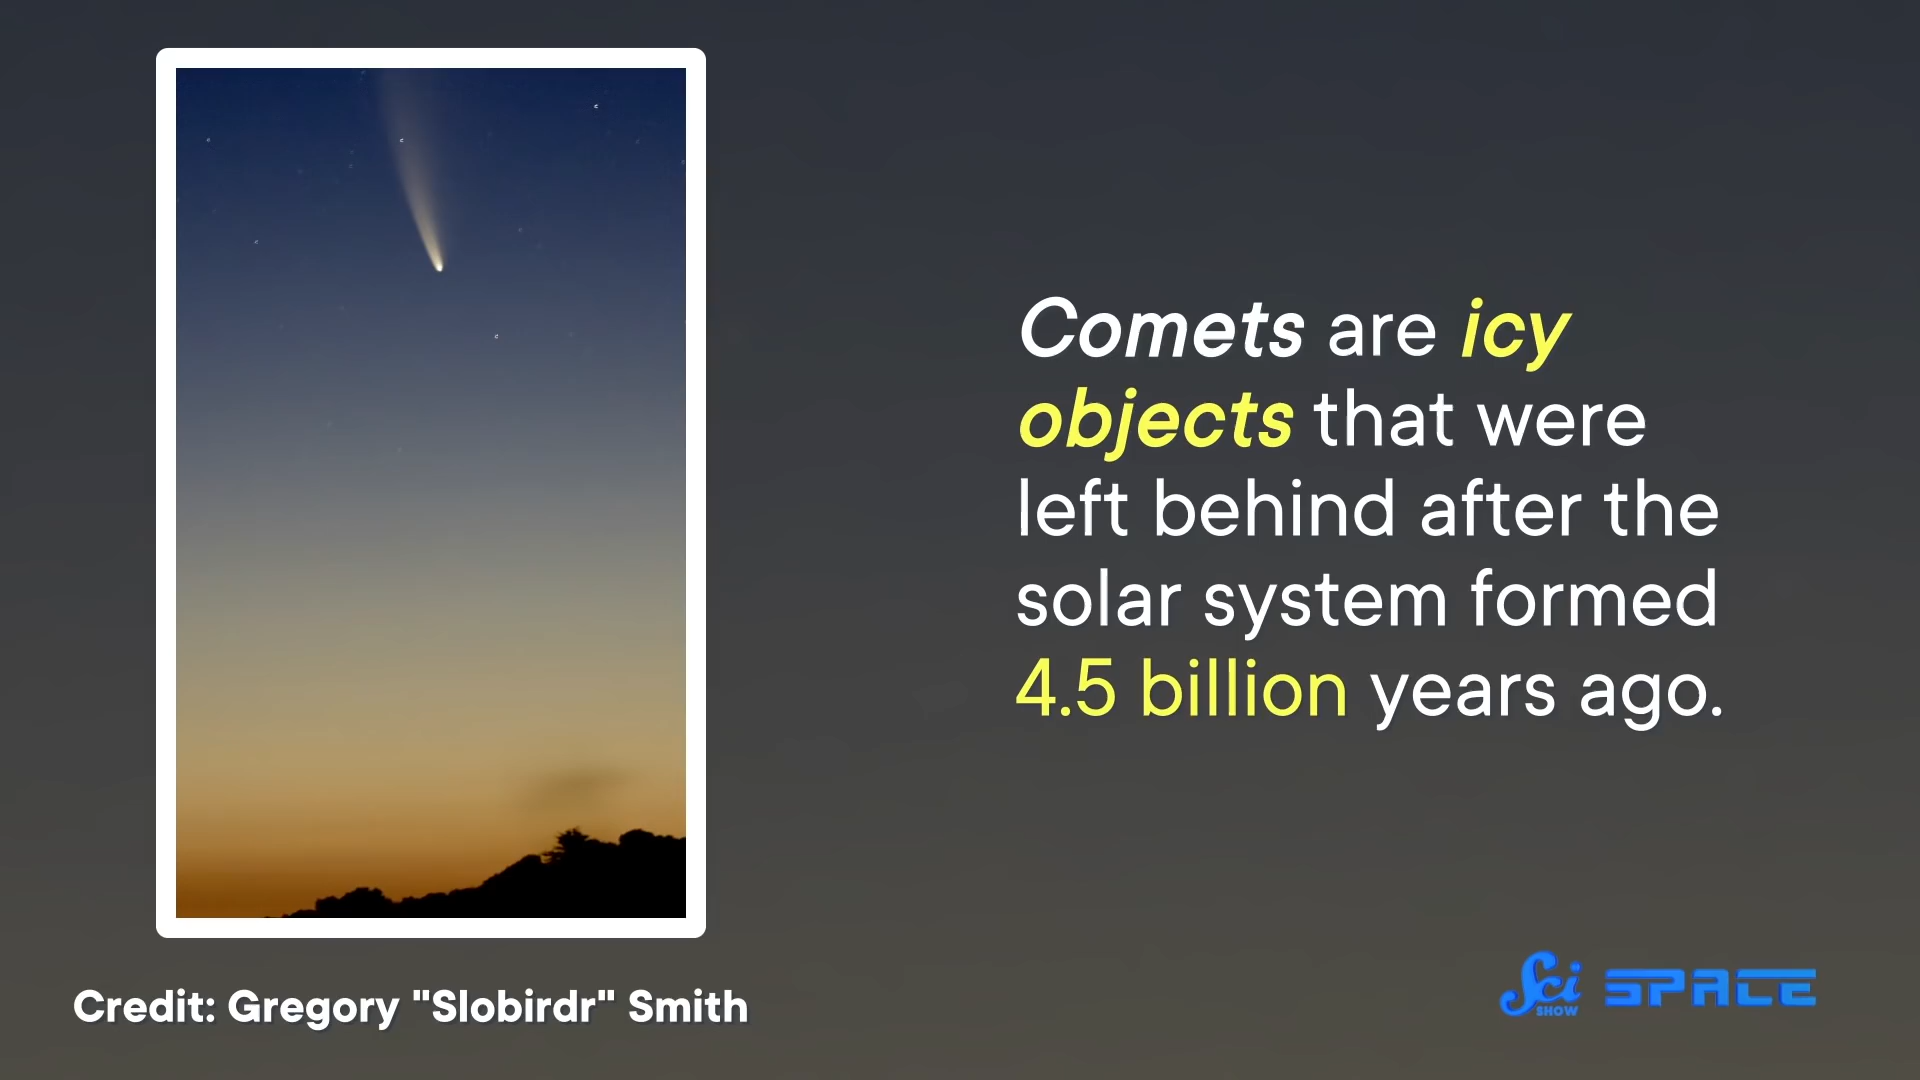 Comets are icy
objects that were
left behind after the
solar system formed
4.5 billion years ago.
Credit: Gregory "Slobirdr" Smith
Sci SHOW SPACE